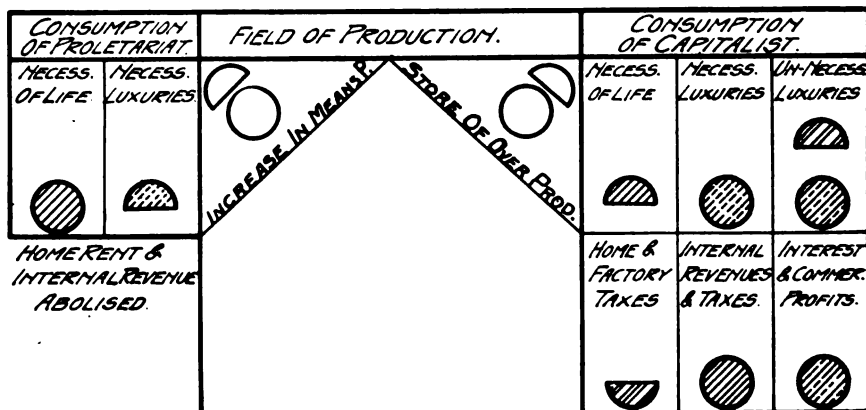 CONSUMPTION
OF PROLETARIAT.
FIELD OF PRODUCTION.
CONSUMPTION
OF CAPITALIST.
NECESS.
OF LIFE.
NECESS.
LUXURIES.
INCREASE IN MEANS P.
STORE OF OVER PROD.
NECESS.
OF LIFE
NECESS.
LUXURIES
UN-NECESS.
LUXURIES
HOME RENT &
INTERNAL REVENUE
ABOLISED.
HOME &
FACTORY
TAXES
INTERNAL
REVENUES
& TAXES.
INTEREST
& COMMER.
PROFITS.